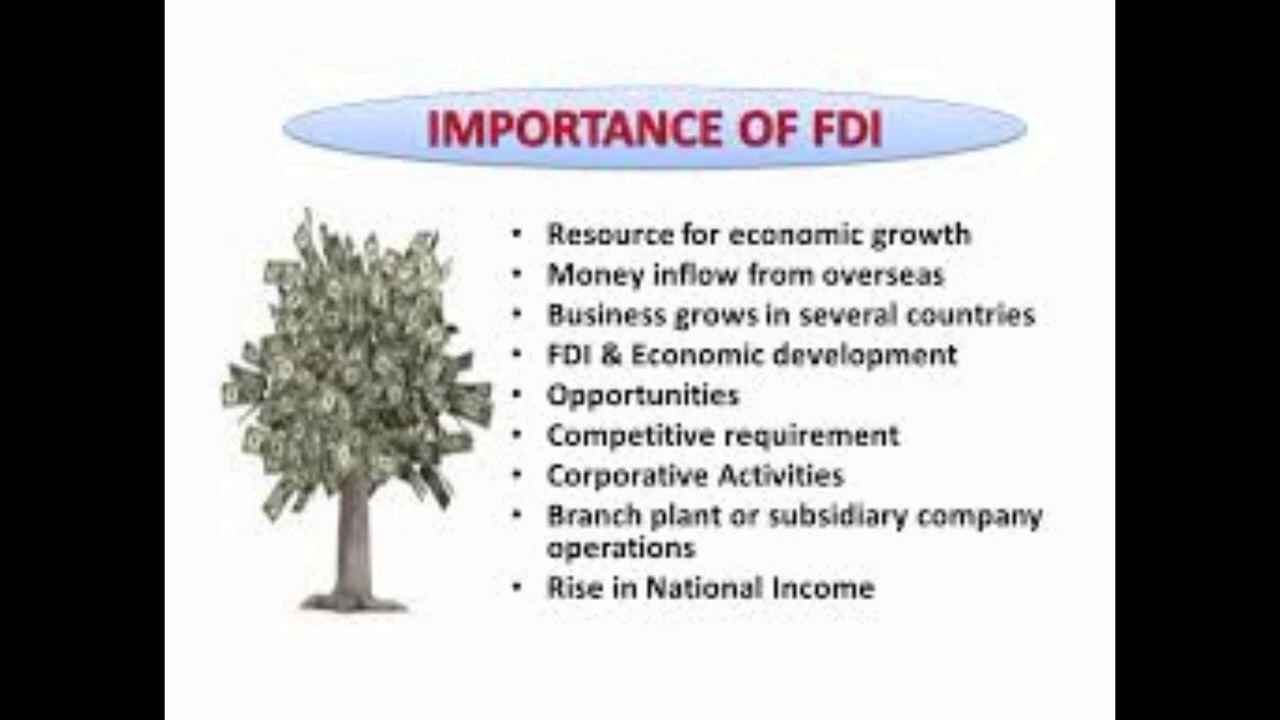 IMPORTANCE OF FDI
• Resource for economic growth
• Money inflow from overseas
• Business grows in several countries
• FDI & Economic development
• Opportunities
• Competitive requirement
• Corporative Activities
• Branch plant or subsidiary company
operations
• Rise in National Income